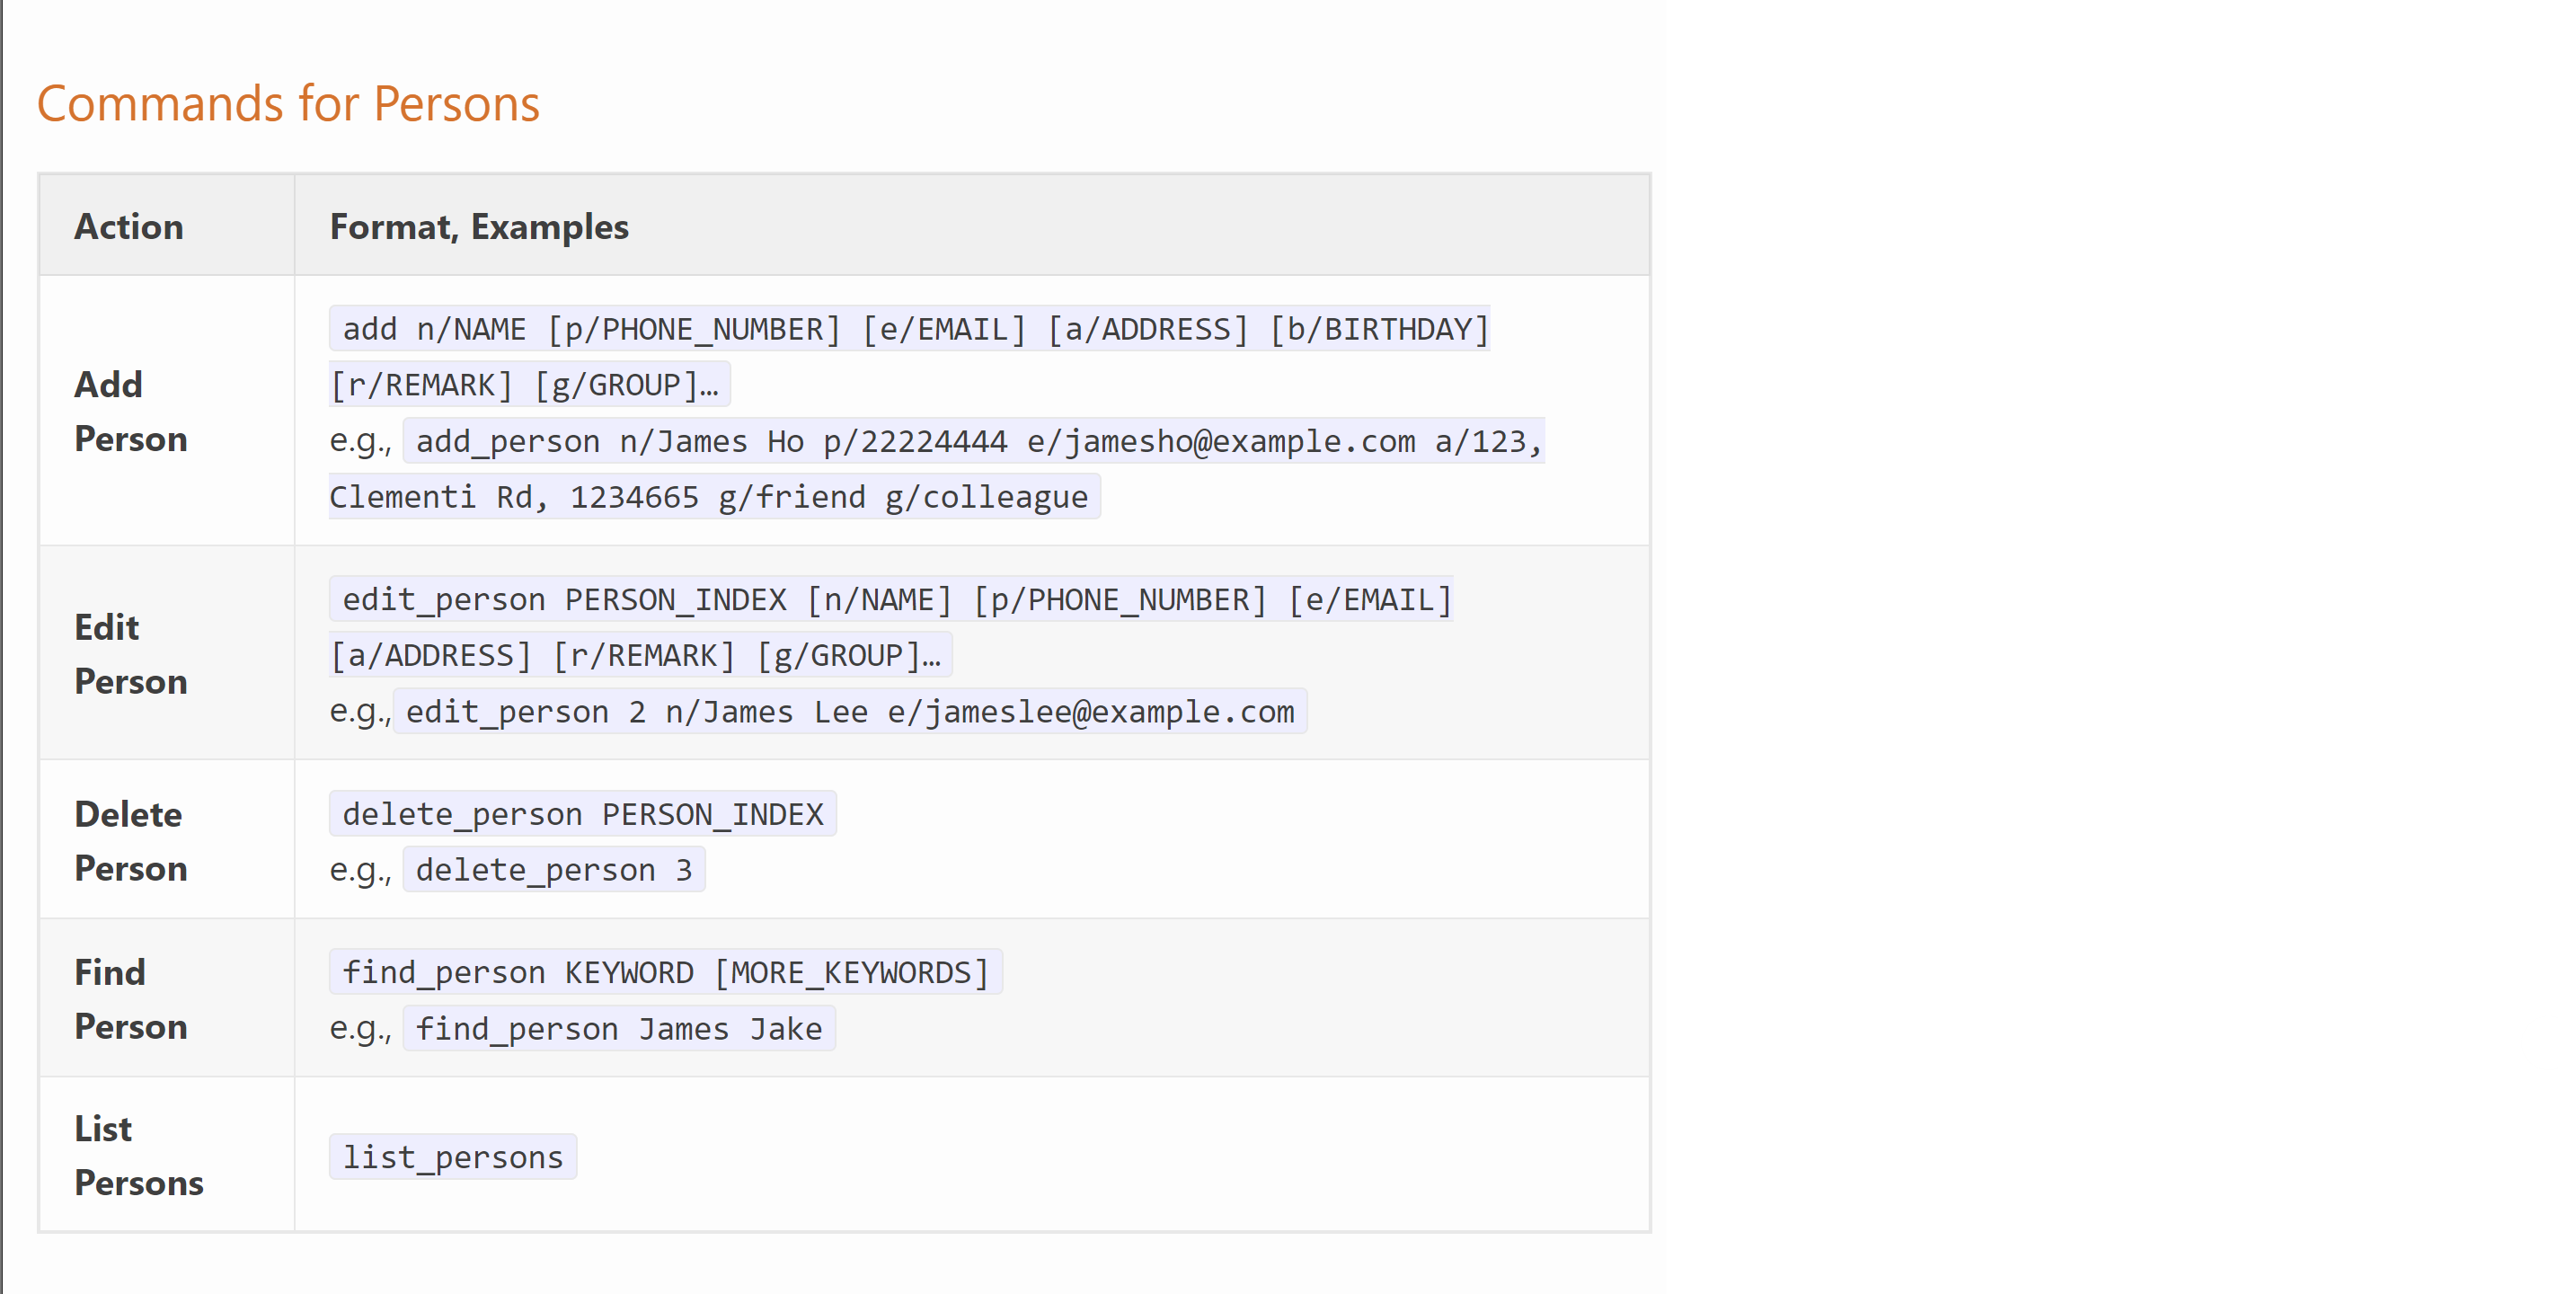 Commands for Persons
Action
Format, Examples
Add
Person
add n/NAME [p/PHONE_NUMBER] [e/EMAIL] [a/ADDRESS] [b/BIRTHDAY]
[r/REMARK] [g/GROUP]…
e.g., add_person n/James Ho p/22224444 e/jamesho@example.com a/123,
Clementi Rd, 1234665 g/friend g/colleague
Edit
Person
edit_person PERSON_INDEX [n/NAME] [p/PHONE_NUMBER] [e/EMAIL]
[a/ADDRESS] [r/REMARK] [g/GROUP]…
e.g., edit_person 2 n/James Lee e/jameslee@example.com
Delete
Person
delete_person PERSON_INDEX
e.g., delete_person 3
Find
Person
find_person KEYWORD [MORE_KEYWORDS]
e.g., find_person James Jake
List
Persons
list_persons